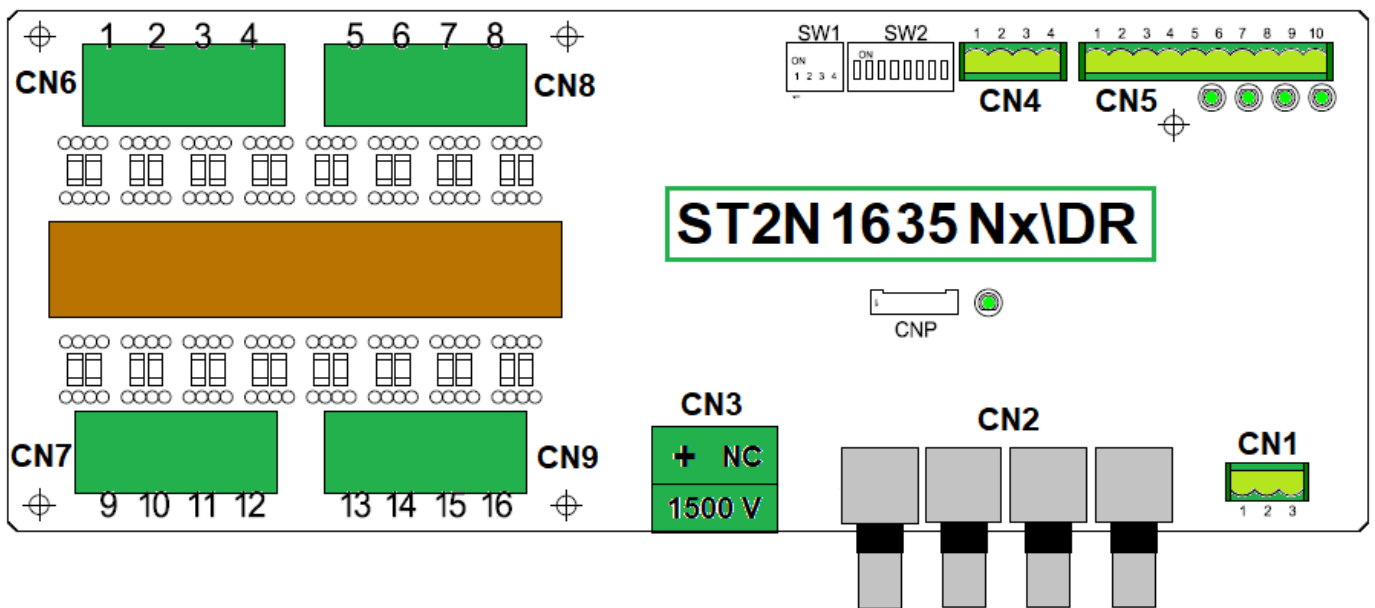 1 2 3 4
5 6 7 8
CN6
CN8
SW1
ON
1 2 3 4
SW2
ON
1 2 3 4
CN4
1 2 3 4 5 6 7 8 9 10
CN5
ST2N 1635 Nx\DR
CNP
CN7
9 10 11 12
13 14 15 16
CN9
CN3
+ NC
1500 V
CN2
CN1
1 2 3